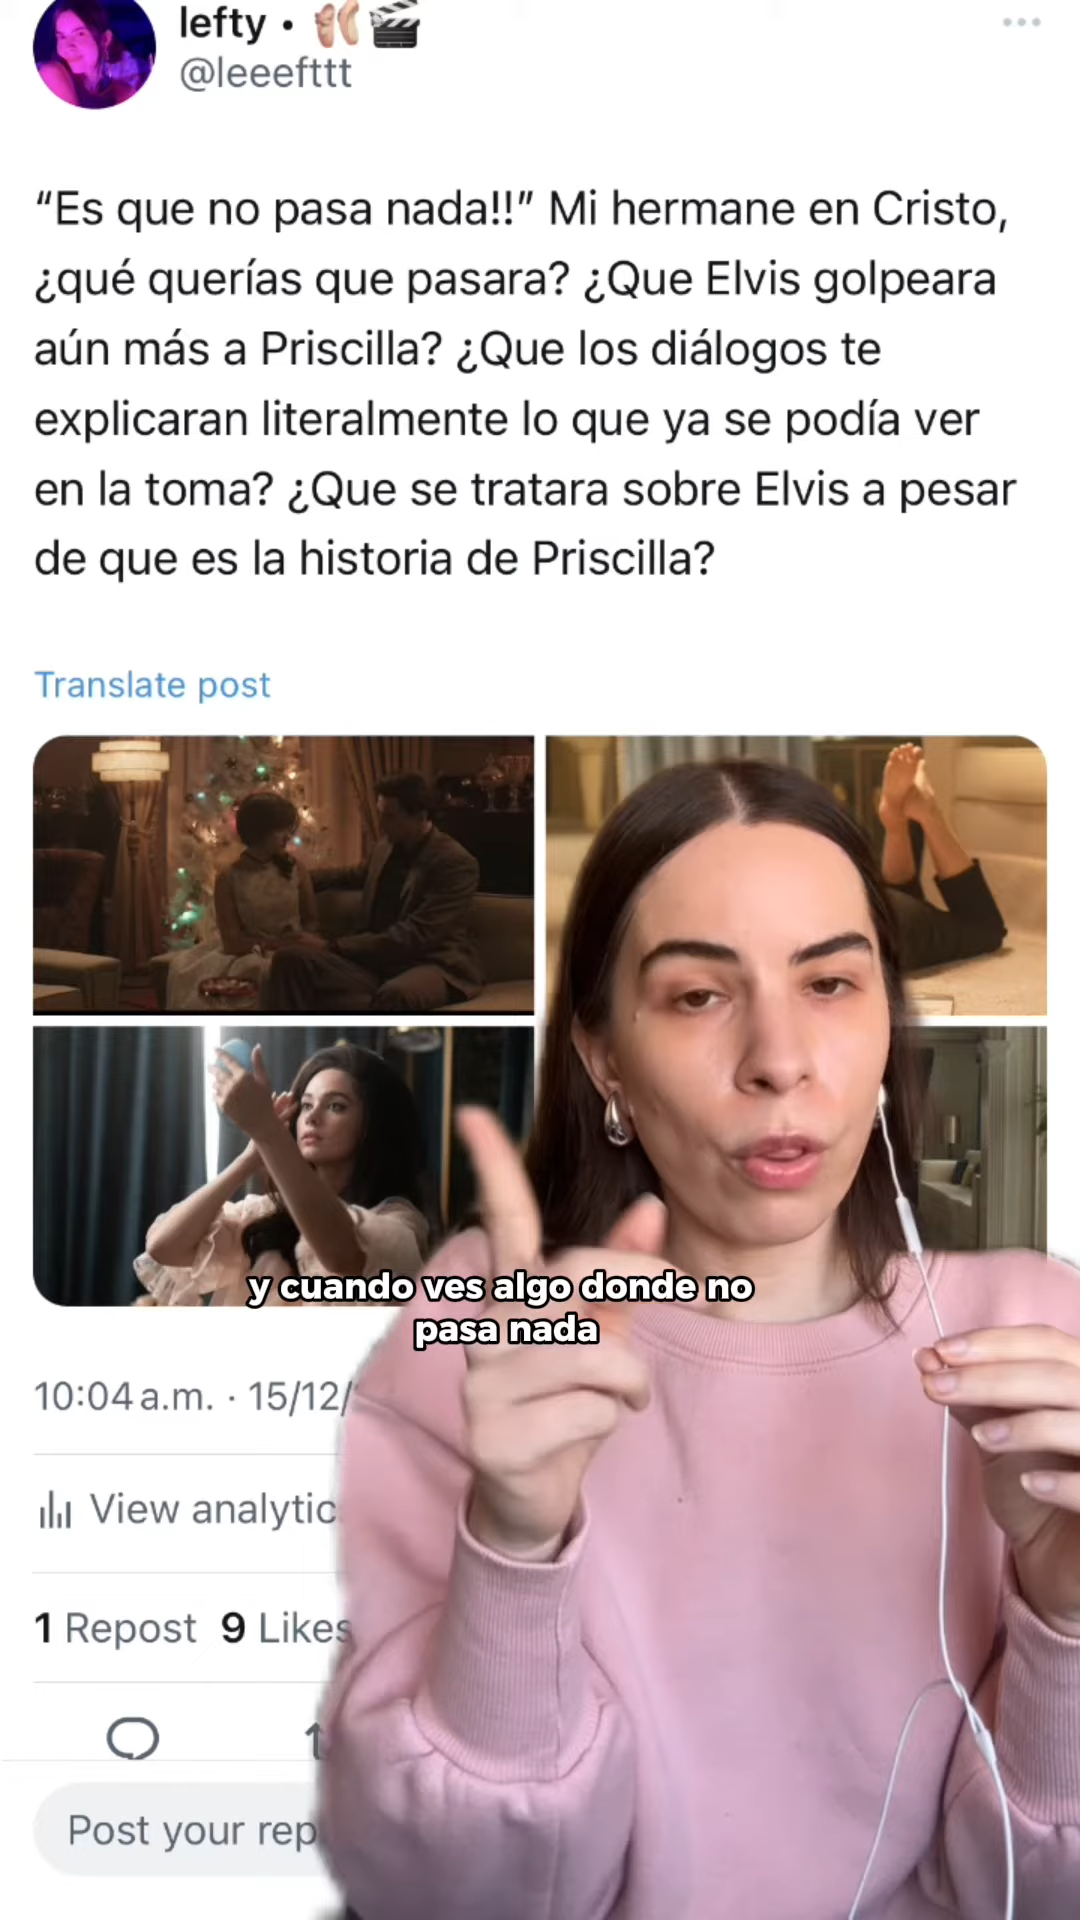 lefty •
@leeefttt
“Es que no pasa nada!!” Mi hermane en Cristo,
¿qué querías que pasara? ¿Que Elvis golpeara
aún más a Priscilla? ¿Que los diálogos te
explicaran literalmente lo que ya se podía ver
en la toma? ¿Que se tratara sobre Elvis a pesar
de que es la historia de Priscilla?
Translate post
y cuando ves algo donde no
pasa nada
10:04 a.m. · 15/12/
View analytic
1 Repost 9 Likes
Post your rep